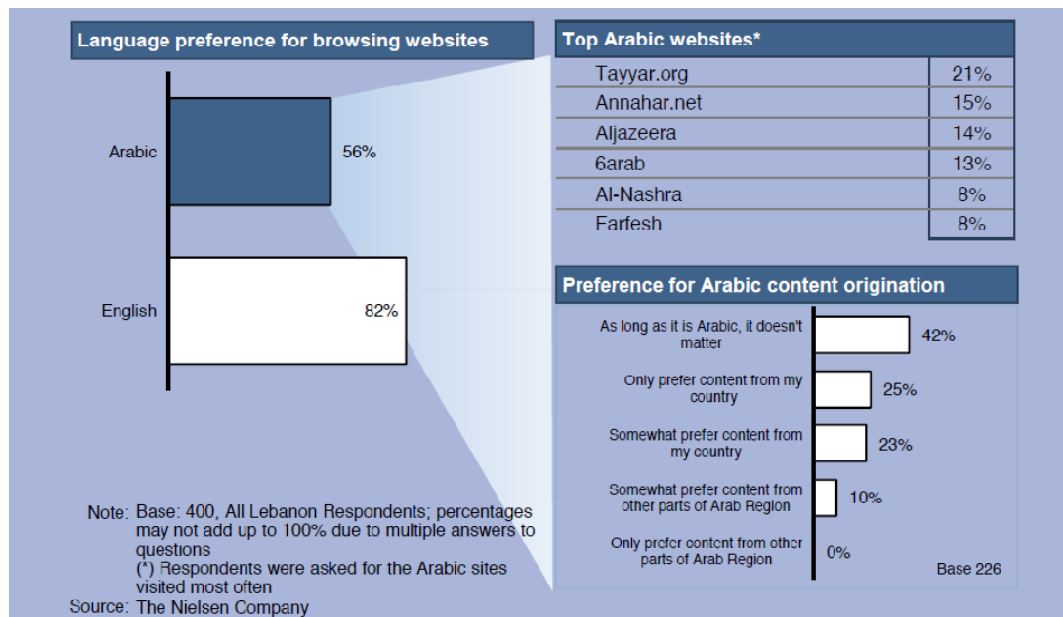 Language preference for browsing websites
Arabic
56%
English
82%
Note: Base: 400, All Lebanon Respondents; percentages
may not add up to 100% due to multiple answers to
questions
(*) Respondents were asked for the Arabic sites
visited most often
Source: The Nielsen Company
Top Arabic websites*
Tayyar.org 21%
Annahar.net 15%
Aljazeera 14%
6arab 13%
Al-Nashra 8%
Farfesh 8%
Preference for Arabic content origination
As long as it is Arabic, it doesn't
matter
42%
Only prefer content from my
country
25%
Somewhat prefer content from
my country
23%
Somewhat prefer content from
other parts of Arab Region
10%
Only prefer content from other
parts of Arab Region
0%
Base 226